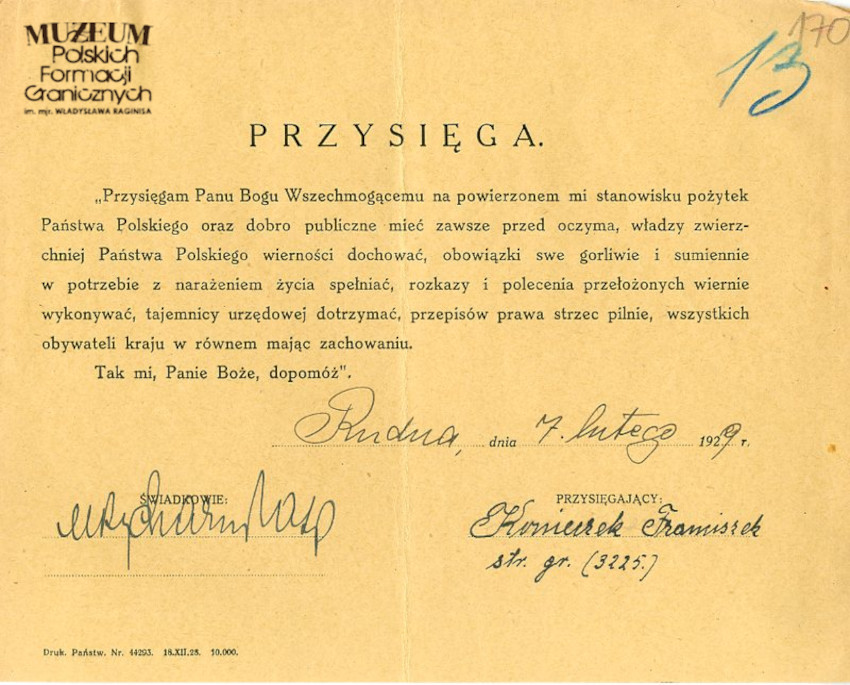 MUZEUM
Polskich
Formacji
Granicznych
im. mjr. WŁADYSŁAWA RAGINISA
170
13
PRZYSIĘGA.
„Przysięgam Panu Bogu Wszechmogącemu na powierzonem mi stanowisku pożytek
Państwa Polskiego oraz dobro publiczne mieć zawsze przed oczyma, władzy zwierz-
chniej Państwa Polskiego wierności dochować, obowiązki swe gorliwie i sumiennie
w potrzebie z narażeniem życia spełniać, rozkazy i polecenia przełożonych wiernie
wykonywać, tajemnicy urzędowej dotrzymać, przepisów prawa strzec pilnie, wszystkich
obywateli kraju w równem mając zachowaniu.
Tak mi, Panie Boże, dopomóż".
Rudna, dnia 7. lutego 1929 r.
ŚWIADKOWIE:
PRZYSIĘGAJĄCY:
Konieczek Framiszek
str. gr. (3225.)
Druk. Państw. Nr. 44293. 18.XII.28. 10.000.